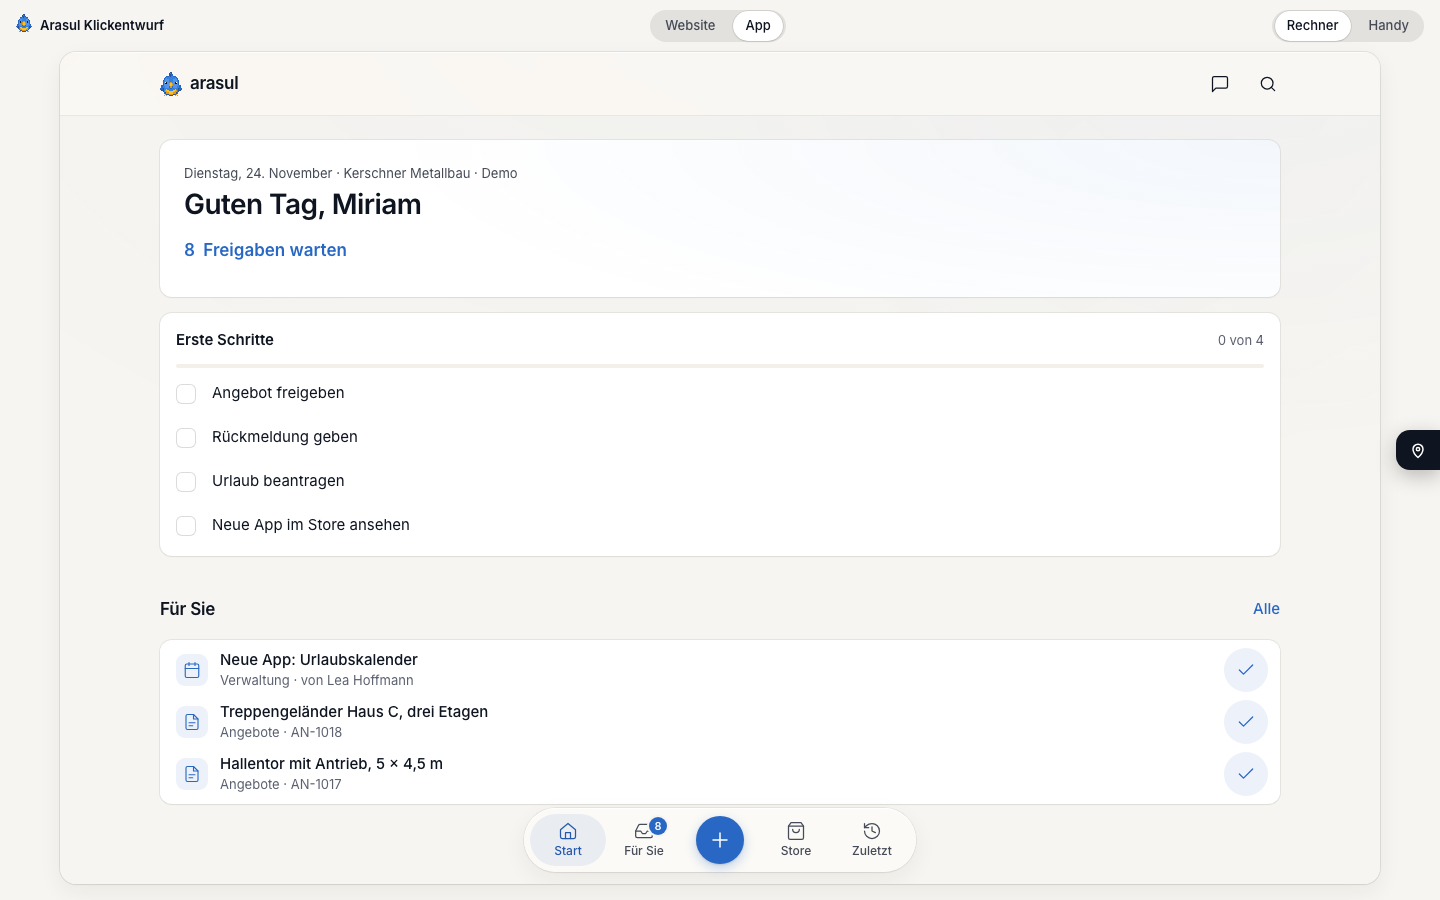 Arasul Klickentwurf
Website
App
Rechner
Handy
arasul
Dienstag, 24. November · Kerschner Metallbau · Demo
Guten Tag, Miriam
8 Freigaben warten
Erste Schritte
0 von 4
Angebot freigeben
Rückmeldung geben
Urlaub beantragen
Neue App im Store ansehen
Für Sie
Alle
Neue App: Urlaubskalender
Verwaltung · von Lea Hoffmann
Treppengeländer Haus C, drei Etagen
Angebote · AN-1018
Hallentor mit Antrieb, 5 × 4,5 m
Angebote · AN-1017
Start
8
Für Sie
Store
Zuletzt